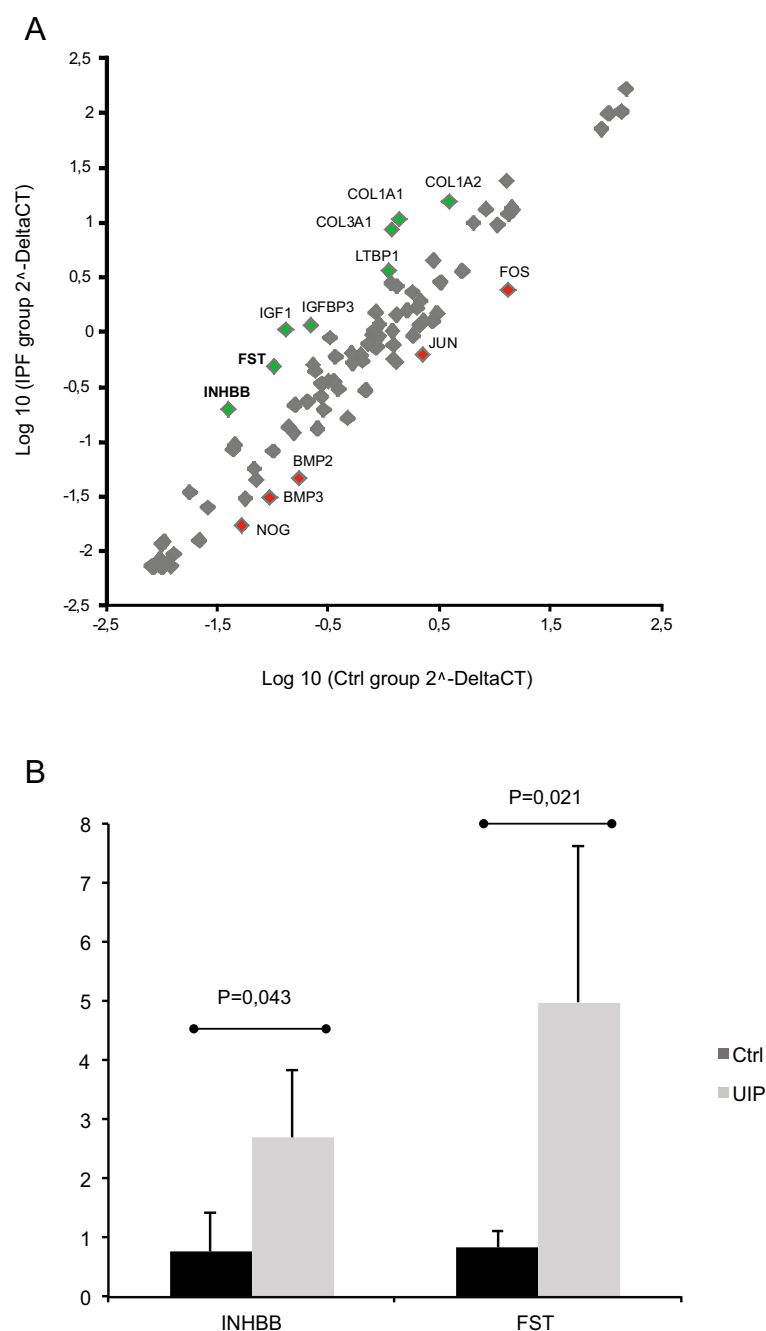 A
Log 10 (IPF group 2^-DeltaCT)
2,5
2
1,5
1
0,5
0
-0,5
-1
-1,5
-2
-2,5
COL1A1
COL1A2
COL3A1
LTBP1
FOS
IGF1
IGFBP3
JUN
FST
INHBB
BMP2
BMP3
NOG
-2,5
-1,5
-0,5
0,5
1,5
2,5
Log 10 (Ctrl group 2^-DeltaCT)
B
P=0,021
P=0,043
8
7
6
5
4
3
2
1
0
Ctrl
UIP
INHBB
FST